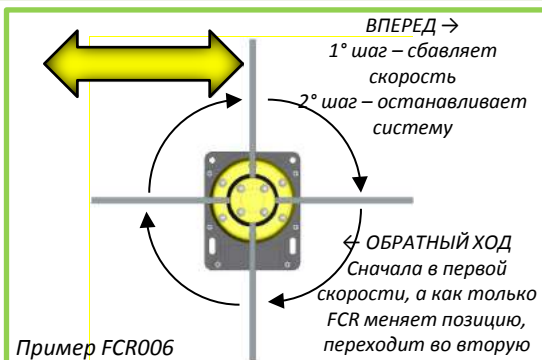 ВПЕРЕД →
1° шаг – сбавляет
скорость
2° шаг – останавливает
систему
← ОБРАТНЫЙ ХОД
Сначала в первой
скорости, а как только
FCR меняет позицию,
переходит во вторую
Пример FCR006